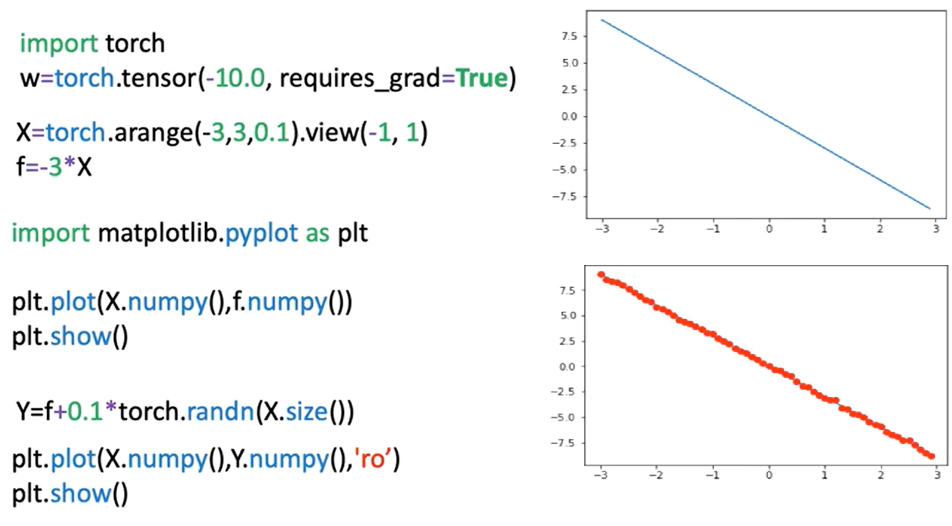 import torch
w=torch.tensor(-10.0, requires_grad=True)
X=torch.arange(-3,3,0.1).view(-1, 1)
f=-3*X
import matplotlib.pyplot as plt
plt.plot(X.numpy(),f.numpy())
plt.show()
Y=f+0.1*torch.randn(X.size())
plt.plot(X.numpy(),Y.numpy(),'ro’)
plt.show()
7.5
5.0
2.5
0.0
−2.5
−5.0
−7.5
−3 −2 −1 0 1 2 3
7.5
5.0
2.5
0.0
−2.5
−5.0
−7.5
−3 −2 −1 0 1 2 3